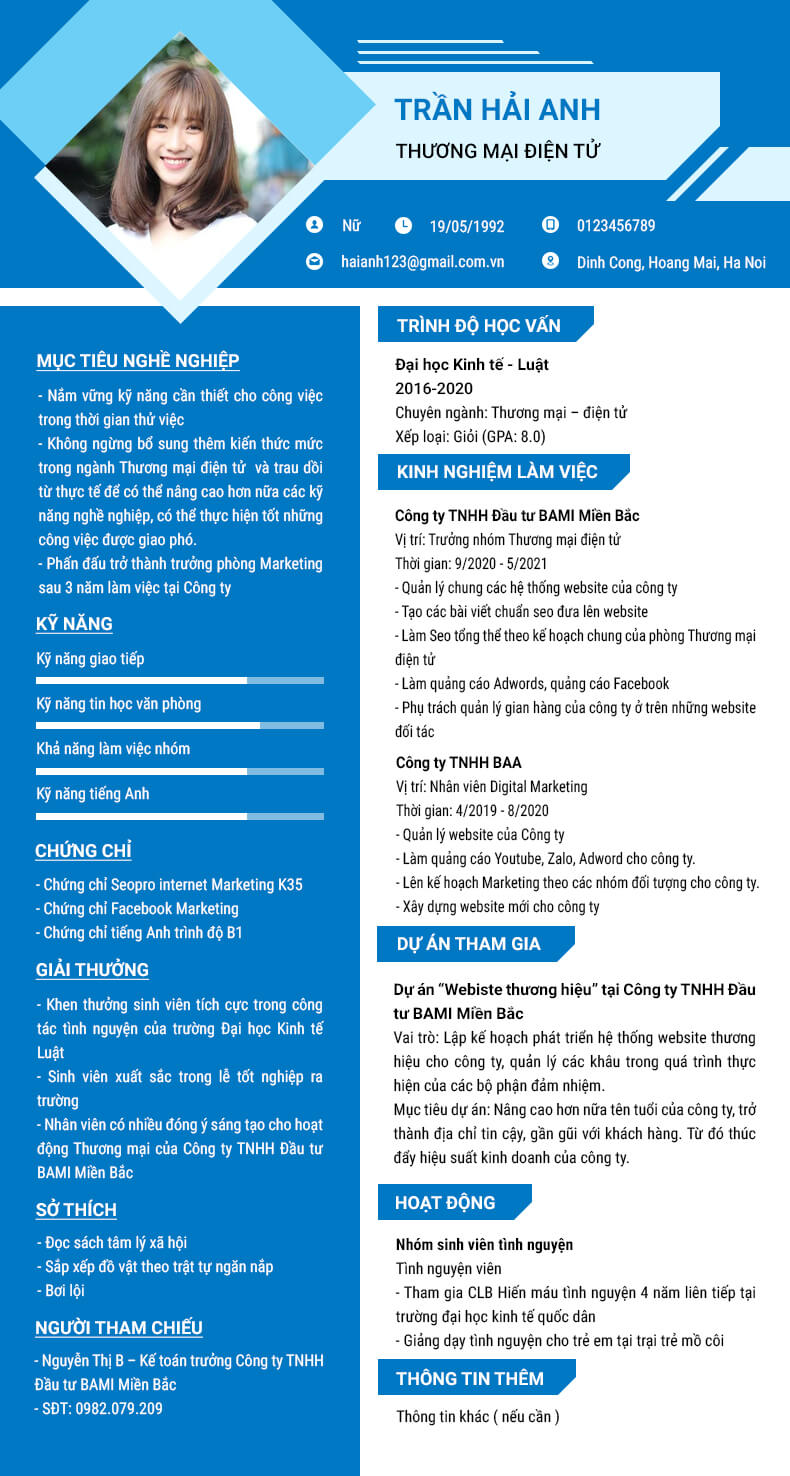 TRẦN HẢI ANH
THƯƠNG MẠI ĐIỆN TỬ
Nữ
19/05/1992
0123456789
haianh123@gmail.com.vn
Dinh Cong, Hoang Mai, Ha Noi
MỤC TIÊU NGHỀ NGHIỆP
- Nắm vững kỹ năng cần thiết cho công việc
trong thời gian thử việc
- Không ngừng bổ sung thêm kiến thức mức
trong ngành Thương mại điện tử và trau dồi
từ thực tế để có thể nâng cao hơn nữa các kỹ
năng nghề nghiệp, có thể thực hiện tốt những
công việc được giao phó.
- Phấn đấu trở thành trưởng phòng Marketing
sau 3 năm làm việc tại Công ty
KỸ NĂNG
Kỹ năng giao tiếp
Kỹ năng tin học văn phòng
Khả năng làm việc nhóm
Kỹ năng tiếng Anh
CHỨNG CHỈ
- Chứng chỉ Seopro internet Marketing K35
- Chứng chỉ Facebook Marketing
- Chứng chỉ tiếng Anh trình độ B1
GIẢI THƯỞNG
- Khen thưởng sinh viên tích cực trong công
tác tình nguyện của trường Đại học Kinh tế
Luật
- Sinh viên xuất sắc trong lễ tốt nghiệp ra
trường
- Nhân viên có nhiều đóng ý sáng tạo cho hoạt
động Thương mại của Công ty TNHH Đầu tư
BAMI Miền Bắc
SỞ THÍCH
- Đọc sách tâm lý xã hội
- Sắp xếp đồ vật theo trật tự ngăn nắp
- Bơi lội
NGƯỜI THAM CHIẾU
- Nguyễn Thị B – Kế toán trưởng Công ty TNHH
Đầu tư BAMI Miền Bắc
- SĐT: 0982.079.209
TRÌNH ĐỘ HỌC VẤN
Đại học Kinh tế - Luật
2016-2020
Chuyên ngành: Thương mại – điện tử
Xếp loại: Giỏi (GPA: 8.0)
KINH NGHIỆM LÀM VIỆC
Công ty TNHH Đầu tư BAMI Miền Bắc
Vị trí: Trưởng nhóm Thương mại điện tử
Thời gian: 9/2020 - 5/2021
- Quản lý chung các hệ thống website của công ty
- Tạo các bài viết chuẩn seo đưa lên website
- Làm Seo tổng thể theo kế hoạch chung của phòng Thương mại
điện tử
- Làm quảng cáo Adwords, quảng cáo Facebook
- Phụ trách quản lý gian hàng của công ty ở trên những website
đối tác
Công ty TNHH BAA
Vị trí: Nhân viên Digital Marketing
Thời gian: 4/2019 - 8/2020
- Quản lý website của Công ty
- Làm quảng cáo Youtube, Zalo, Adword cho công ty.
- Lên kế hoạch Marketing theo các nhóm đối tượng cho công ty.
- Xây dựng website mới cho công ty
DỰ ÁN THAM GIA
Dự án “Webiste thương hiệu” tại Công ty TNHH Đầu
tư BAMI Miền Bắc
Vai trò: Lập kế hoạch phát triển hệ thống website thương
hiệu cho công ty, quản lý các khâu trong quá trình thực
hiện của các bộ phận đảm nhiệm.
Mục tiêu dự án: Nâng cao hơn nữa tên tuổi của công ty, trở
thành địa chỉ tin cậy, gần gũi với khách hàng. Từ đó thúc
đẩy hiệu suất kinh doanh của công ty.
HOẠT ĐỘNG
Nhóm sinh viên tình nguyện
Tình nguyện viên
- Tham gia CLB Hiến máu tình nguyện 4 năm liên tiếp tại
trường đại học kinh tế quốc dân
- Giảng dạy tình nguyện cho trẻ em tại trại trẻ mồ côi
THÔNG TIN THÊM
Thông tin khác ( nếu cần )